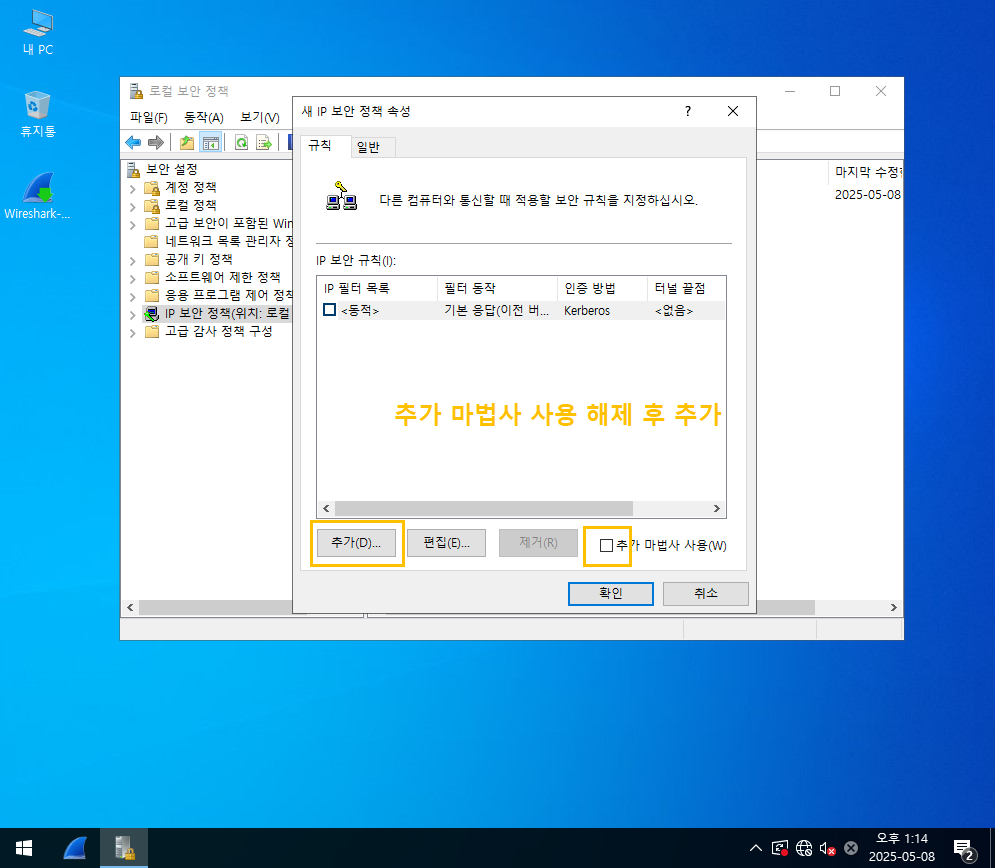 내 PC
휴지통
Wireshark-...
로컬 보안 정책
파일(F) 동작(A) 보기(V)
보안 설정
계정 정책
로컬 정책
고급 보안이 포함된 Win
네트워크 목록 관리자 정
공개 키 정책
소프트웨어 제한 정책
응용 프로그램 제어 정책
IP 보안 정책(위치: 로컬
고급 감사 정책 구성
마지막 수정한
2025-05-08
새 IP 보안 정책 속성
?
규칙 일반
다른 컴퓨터와 통신할 때 적용할 보안 규칙을 지정하십시오.
IP 보안 규칙(I):
IP 필터 목록 필터 동작 인증 방법 터널 끝점
<동적> 기본 응답(이전 버... Kerberos <없음>
추가 마법사 사용 해제 후 추가
추가(D)... 편집(E)... 제거(R) 추가 마법사 사용(W)
확인 취소
오후 1:14
2025-05-08
2